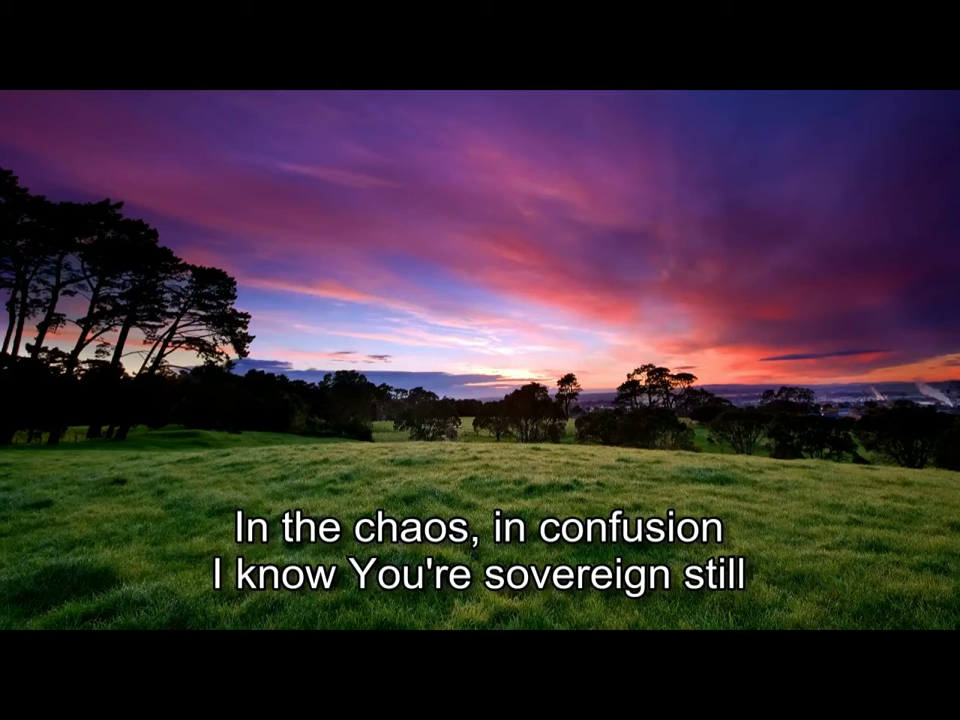 In the chaos, in confusion
I know You're sovereign still